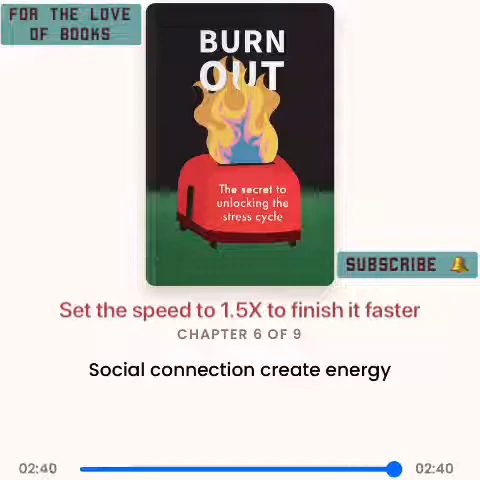 FOR THE LOVE
OF BOOKS
BURN
OUT
The secret to
unlocking the
stress cycle
SUBSCRIBE 🔔
Set the speed to 1.5X to finish it faster
CHAPTER 6 OF 9
Social connection create energy
02:40
02:40